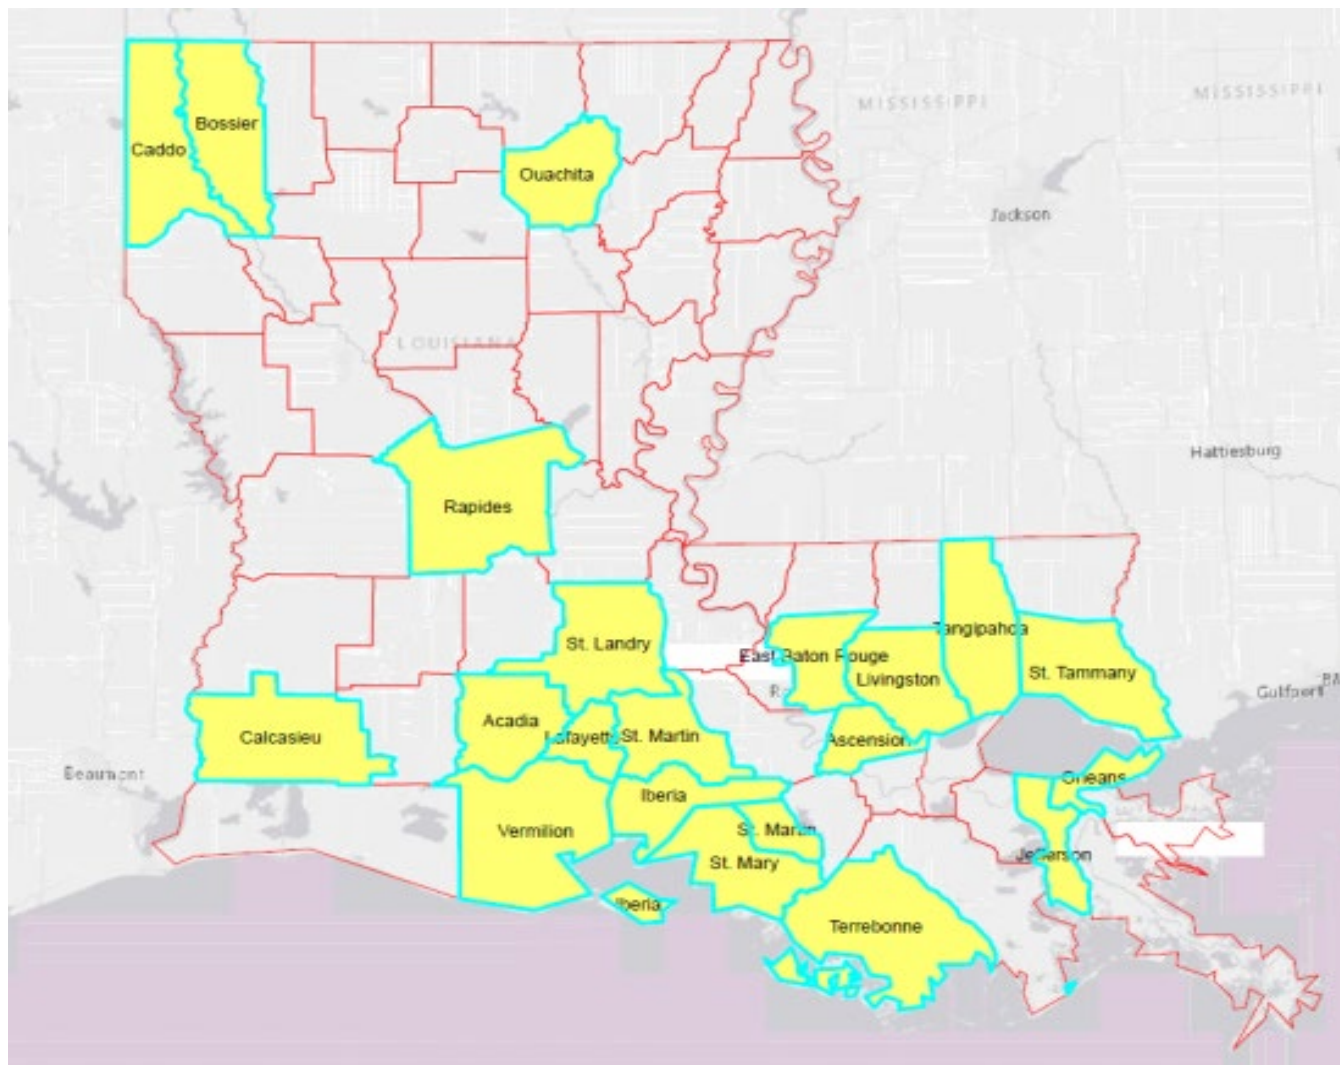 MISSISSIPPI
MISSISSIPPI
Bossier
Caddo
Ouachita
Jackson
LOUISIANA
Hattiesburg
Rapides
Tangipahoa
St. Landry
East Baton Rouge
St. Tammany
Livingston
Gulfport
Acadia
Calcasieu
Lafayette
St. Martin
Ascension
Beaumont
Orleans
Iberia
Vermilion
St. Martin
Jefferson
St. Mary
Iberia
Terrebonne